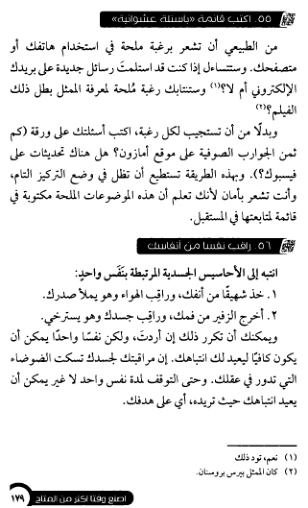 ٥٥. اكتب قائمة «بأسئلة عشوائية»
من الطبيعي أن تشعر برغبة ملحة في استخدام هاتفك أو
متصفحك. وستتساءل إذا كنت قد استلمتَ رسائل جديدة على بريدك
الإلكتروني أم لا؟(١) وستنتابك رغبة مُلحة لمعرفة الممثل بطل ذلك
الفيلم؟(٢)
وبدلًا من أن تستجيب لكل رغبة، اكتب أسئلتك على ورقة (كم
ثمن الجوارب الصوفية على موقع أمازون؟ هل هناك تحديثات على
فيسبوك؟). وبهذه الطريقة تستطيع أن تظل في وضع التركيز التام،
وأنت تشعر بأمان لأنك تعلم أن هذه الموضوعات الملحة مكتوبة في
قائمة لمتابعتها في المستقبل.
٥٦. راقب نفسا من أنفاسك
انتبه إلى الأحاسيس الجسدية المرتبطة بنَفَس واحدٍ:
١. خذ شهيقًا من أنفك، وراقِب الهواء وهو يملأ صدرك.
٢. أخرج الزفير من فمك، وراقِب جسدك وهو يسترخي.
ويمكنك أن تكرر ذلك إن أردتَ، ولكن نفسًا واحدًا يمكن أن
يكون كافيًا ليعيد لك انتباهك. إن مراقبتك لجسدك تسكت الضوضاء
التي تدور في عقلك. وحتى التوقف لمدة نفس واحد لا غير يمكن أن
يعيد انتباهك حيث تريده، أي على هدفك.
(١) نعم، تود ذلك
(٢) كان الممثل بيرس بروسنان.
اصنع وقتا أكثر من المتاح
١٧٩